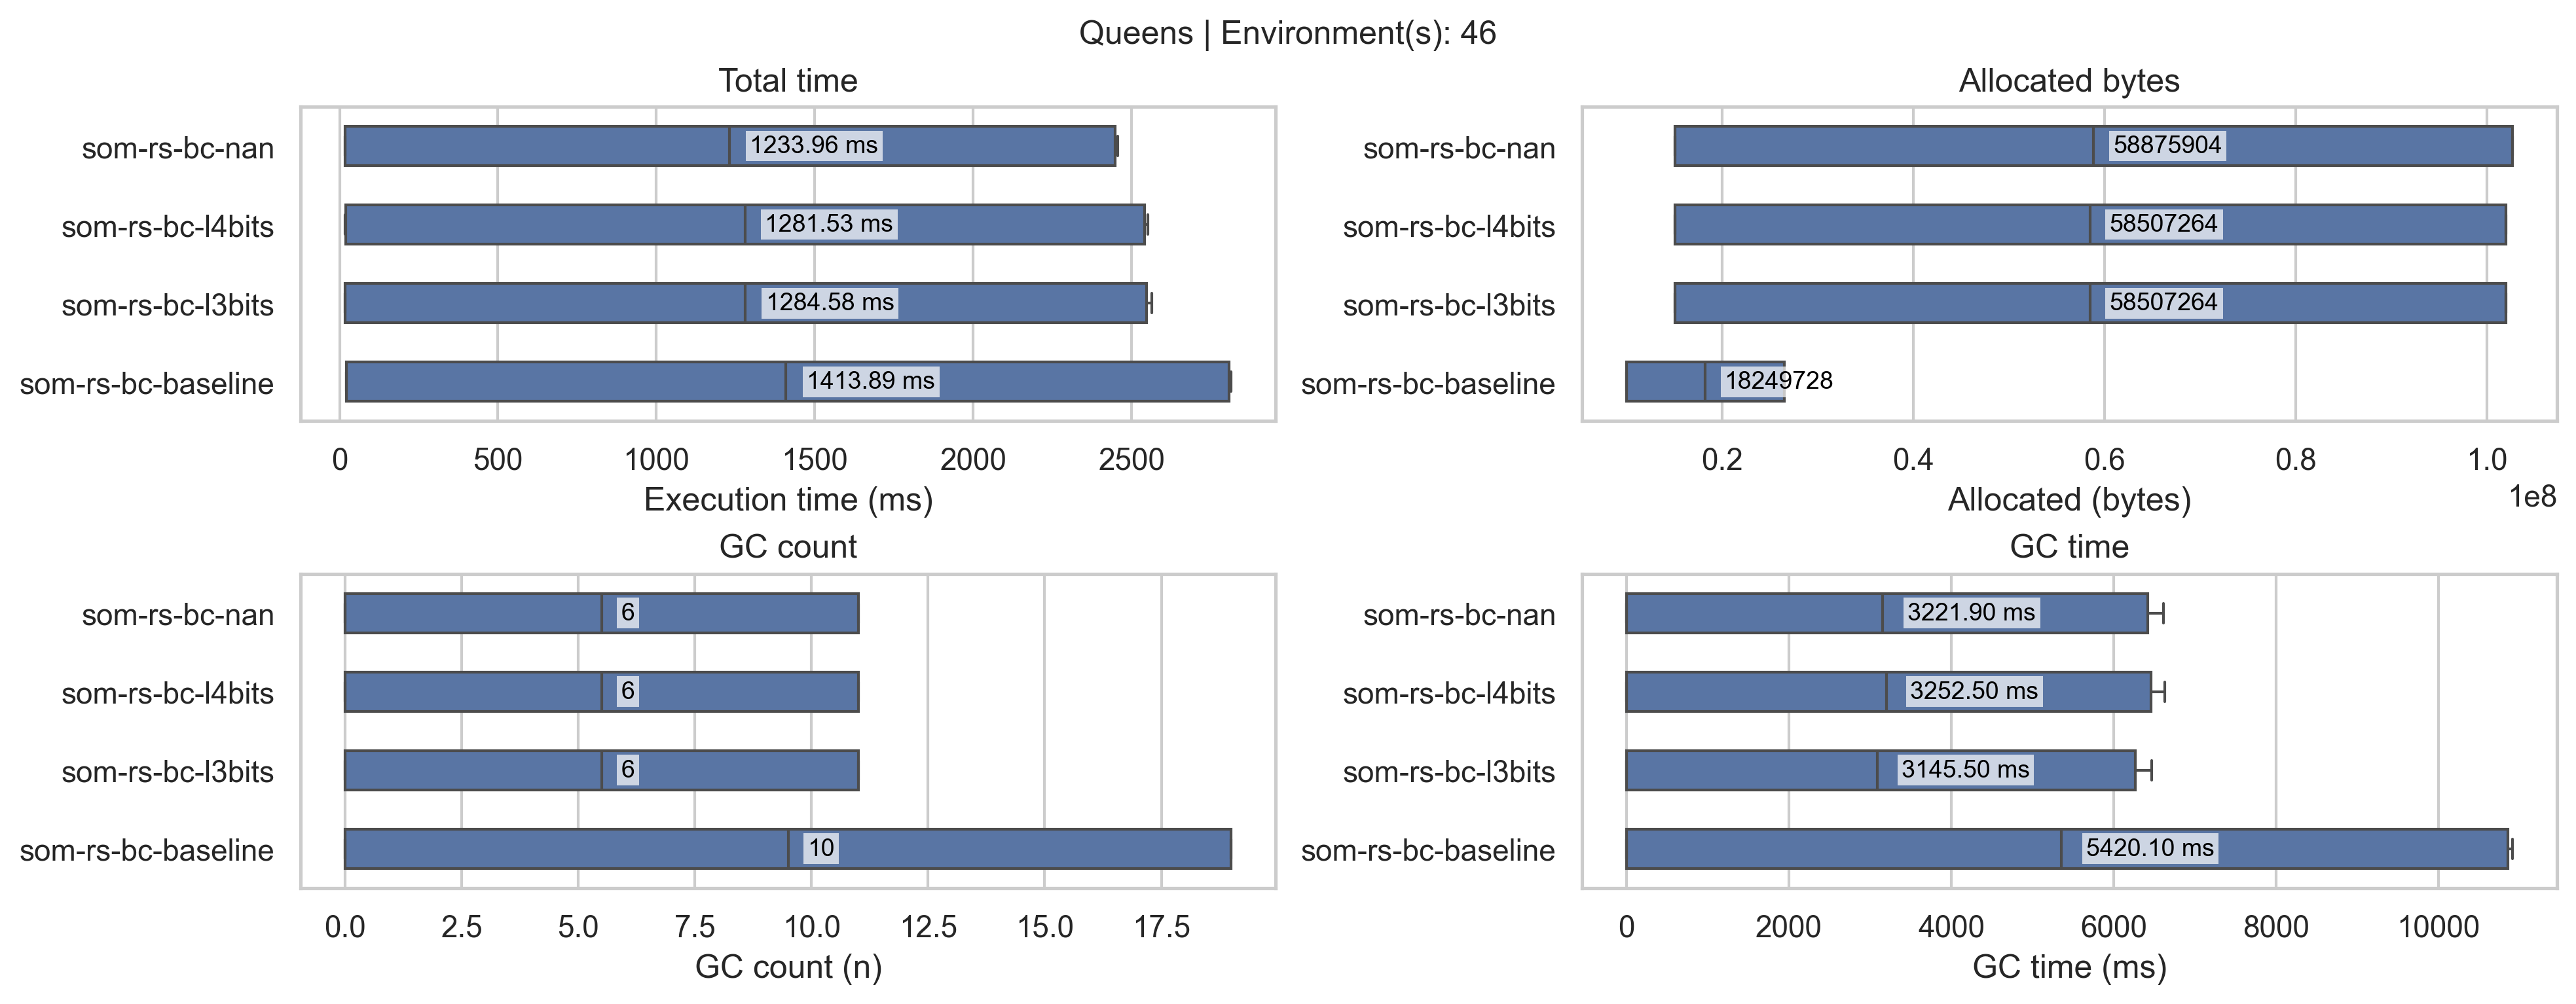 Queens | Environment(s): 46
Total time
som-rs-bc-nan
1233.96 ms
som-rs-bc-l4bits
1281.53 ms
som-rs-bc-l3bits
1284.58 ms
som-rs-bc-baseline
1413.89 ms
0 500 1000 1500 2000 2500
Execution time (ms)
Allocated bytes
som-rs-bc-nan
58875904
som-rs-bc-l4bits
58507264
som-rs-bc-l3bits
58507264
som-rs-bc-baseline
18249728
0.2 0.4 0.6 0.8 1.0
1e8
Allocated (bytes)
GC count
som-rs-bc-nan
6
som-rs-bc-l4bits
6
som-rs-bc-l3bits
6
som-rs-bc-baseline
10
0.0 2.5 5.0 7.5 10.0 12.5 15.0 17.5
GC count (n)
GC time
som-rs-bc-nan
3221.90 ms
som-rs-bc-l4bits
3252.50 ms
som-rs-bc-l3bits
3145.50 ms
som-rs-bc-baseline
5420.10 ms
0 2000 4000 6000 8000 10000
GC time (ms)